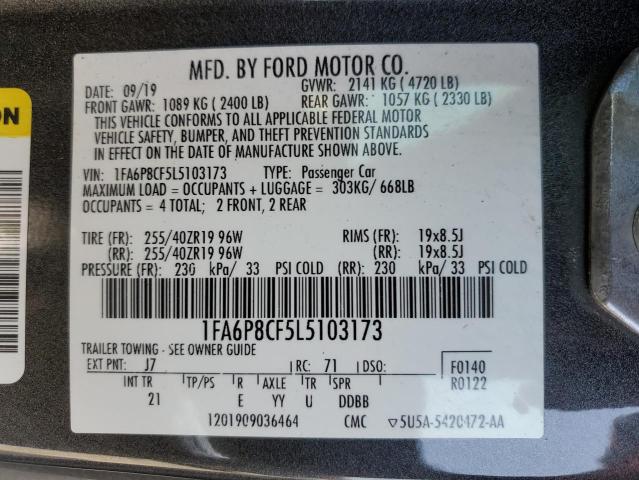 MFD. BY FORD MOTOR CO.
DATE: 09/19 GVWR: 2141 KG ( 4720 LB)
FRONT GAWR: 1089 KG ( 2400 LB) REAR GAWR: 1057 KG ( 2330 LB)
THIS VEHICLE CONFORMS TO ALL APPLICABLE FEDERAL MOTOR
VEHICLE SAFETY, BUMPER, AND THEFT PREVENTION STANDARDS
IN EFFECT ON THE DATE OF MANUFACTURE SHOWN ABOVE.
VIN: 1FA6P8CF5L5103173 TYPE: Passenger Car
MAXIMUM LOAD = OCCUPANTS + LUGGAGE = 303KG/ 668LB
OCCUPANTS = 4 TOTAL; 2 FRONT, 2 REAR
TIRE (FR): 255/40ZR19 96W RIMS (FR): 19x8.5J
(RR): 255/40ZR19 96W (RR): 19x8.5J
PRESSURE (FR): 230 kPa/ 33 PSI COLD (RR): 230 kPa/ 33 PSI COLD
1FA6P8CF5L5103173
TRAILER TOWING - SEE OWNER GUIDE
EXT PNT: J7 RC: 71 DSO: F0140
INT TR TP/PS R AXLE TR SPR R0122
21 E YY U DDBB
1201909036464 CMC ▽5U5A-5420472-AA
ON